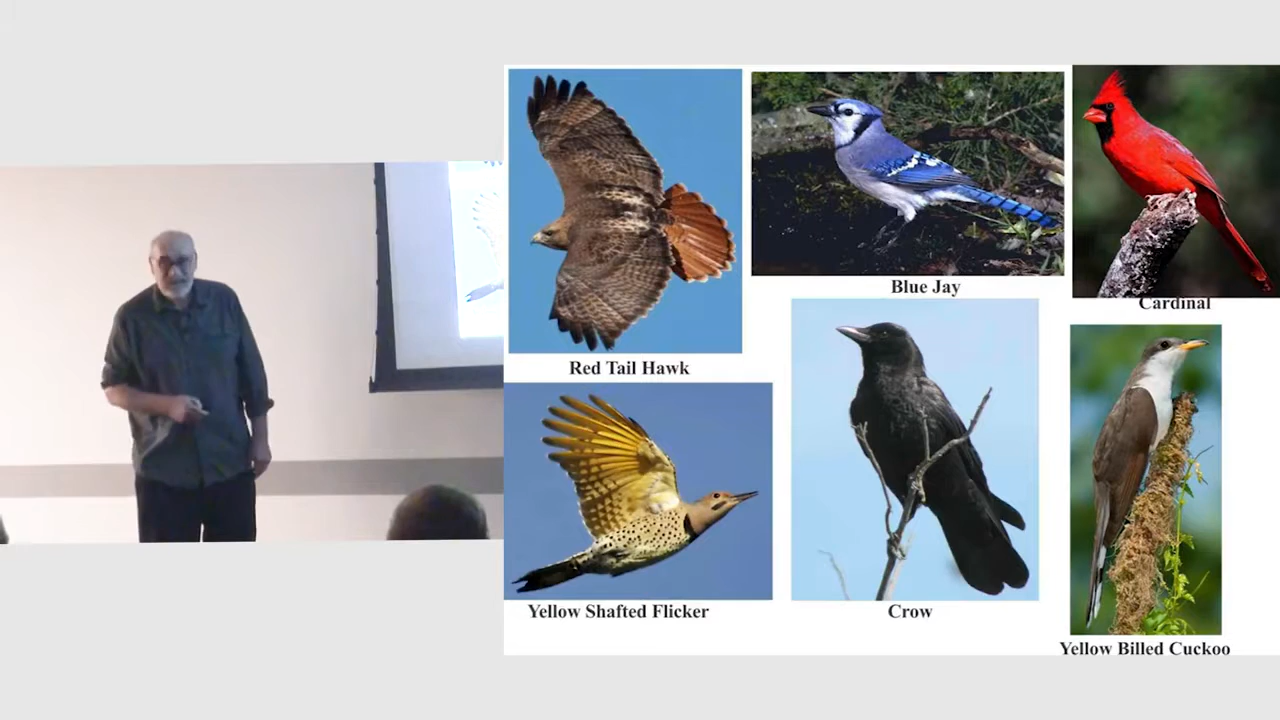 Blue Jay
Cardinal
Red Tail Hawk
Yellow Shafted Flicker
Crow
Yellow Billed Cuckoo